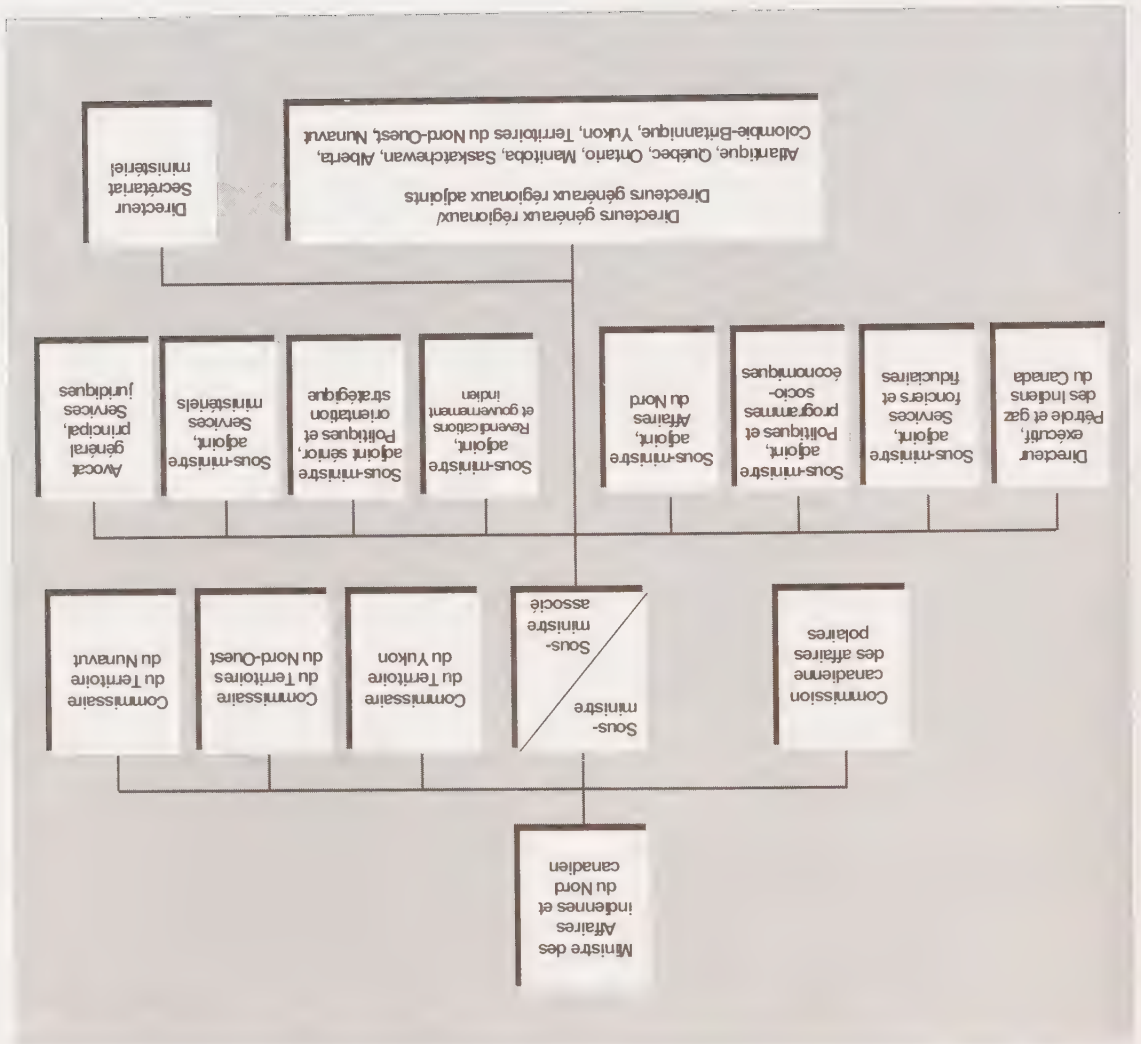 Ministre des
Affaires
indiennes et
du Nord
canadien
Commission
canadienne
des affaires
polaires
Sous-
ministre
Sous-
ministre
associé
Commissaire
du Territoire
du Yukon
Commissaire
du Territoires
du Nord-Ouest
Commissaire
du Territoire
du Nunavut
Directeur
exécutif,
Pétrole et gaz
des Indiens
du Canada
Sous-ministre
adjoint,
Services
fonciers et
fiduciaires
Sous-ministre
adjoint,
Politiques et
programmes
socio-
économiques
Sous-ministre
adjoint,
Affaires
du Nord
Sous-ministre
adjoint,
Revendications
et gouvernement
indien
Sous-ministre
adjoint sénior,
Politiques et
orientation
stratégique
Sous-ministre
adjoint,
Services
ministériels
Avocat
général
principal,
Services
juridiques
Directeurs généraux régionaux/
Directeurs généraux régionaux adjoints
Atlantique, Québec, Ontario, Manitoba, Saskatchewan, Alberta,
Colombie-Britannique, Yukon, Territoires du Nord-Ouest, Nunavut
Directeur
Secrétariat
ministériel